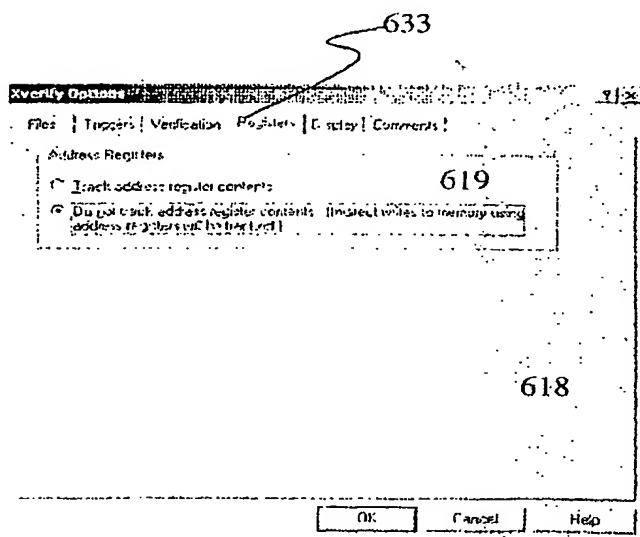 633
Xverify Options
Files Triggers Verification Registers Display Comments
Address Registers
Track address register contents 619
Do not track address register contents (Indirect writes to memory using
address registers will be tracked.)
618
OK Cancel Help